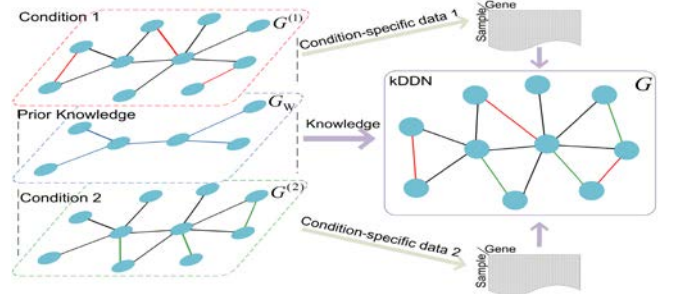 Condition 1
G(1)
Condition-specific data 1
Gene
Sample
kDDN
G
Prior Knowledge
GW
Knowledge
Condition 2
G(2)
Condition-specific data 2
Gene
Sample